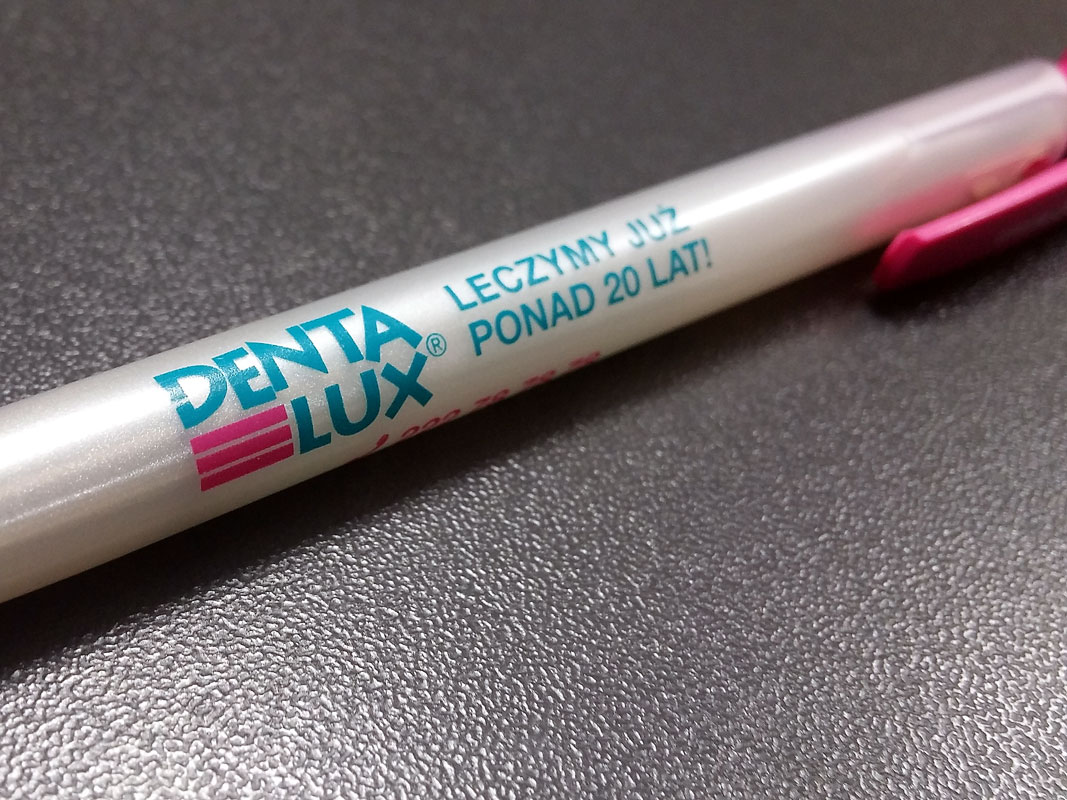 DENTA
LUX®
LECZYMY JUŻ
PONAD 20 LAT!